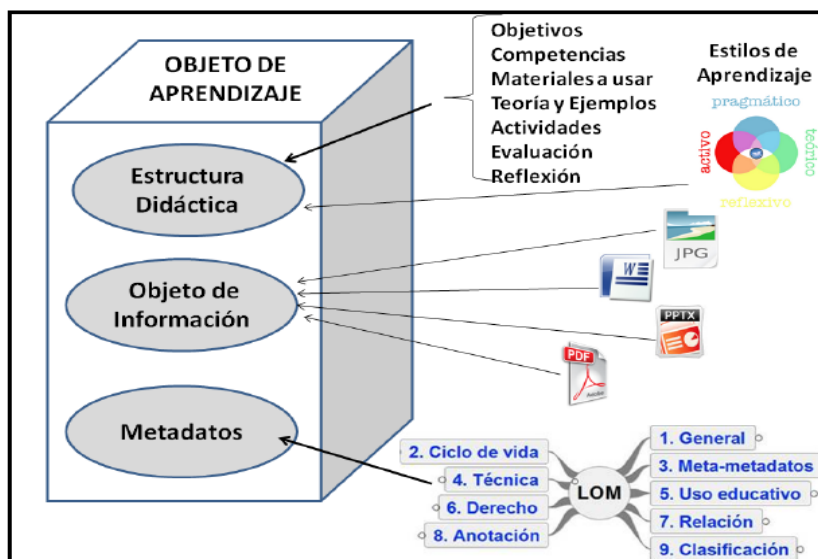 OBJETO DE
APRENDIZAJE
Estructura
Didáctica
Objeto de
Información
Metadatos
Objetivos
Competencias
Materiales a usar
Teoría y Ejemplos
Actividades
Evaluación
Reflexión
Estilos de
Aprendizaje
pragmático
activo
teórico
reflexivo
JPG
W
PPTX
PDF
LOM
1. General
2. Ciclo de vida
3. Meta-metadatos
4. Técnica
5. Uso educativo
6. Derecho
7. Relación
8. Anotación
9. Clasificación